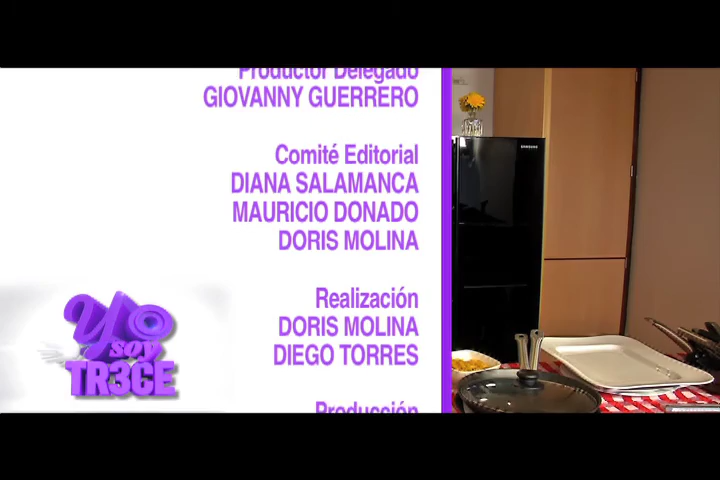 Productor Delegado
GIOVANNY GUERRERO
Comité Editorial
DIANA SALAMANCA
MAURICIO DONADO
DORIS MOLINA
Realización
DORIS MOLINA
DIEGO TORRES
Producción
Yo
soy
TR3CE
SAMSUNG